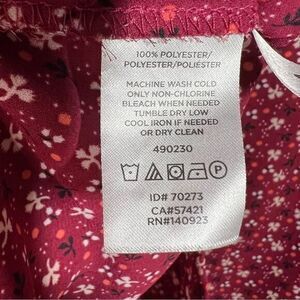 100% POLYESTER/
POLYESTER/POLIÉSTER
MACHINE WASH COLD
ONLY NON-CHLORINE
BLEACH WHEN NEEDED
TUMBLE DRY LOW
COOL IRON IF NEEDED
OR DRY CLEAN
490230
P
ID# 70273
CA#57421
RN#140923